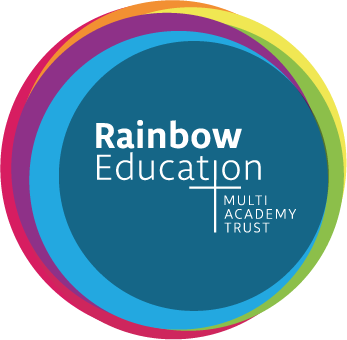 Rainbow
Education
MULTI
ACADEMY
TRUST